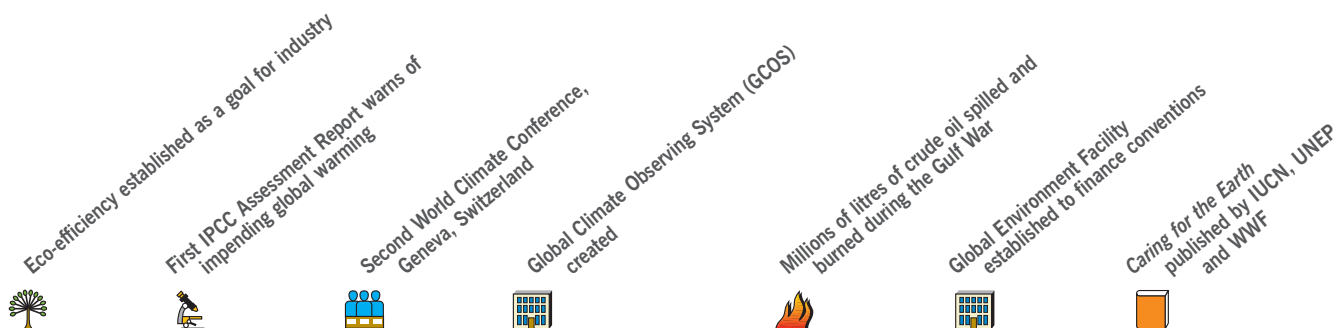 Eco-efficiency established as a goal for industry
First IPCC Assessment Report warns of
impending global warming
Second World Climate Conference,
Geneva, Switzerland
Global Climate Observing System (GCOS)
created
Millions of litres of crude oil spilled and
burned during the Gulf War
Global Environment Facility
established to finance conventions
Caring for the Earth
published by IUCN, UNEP
and WWF